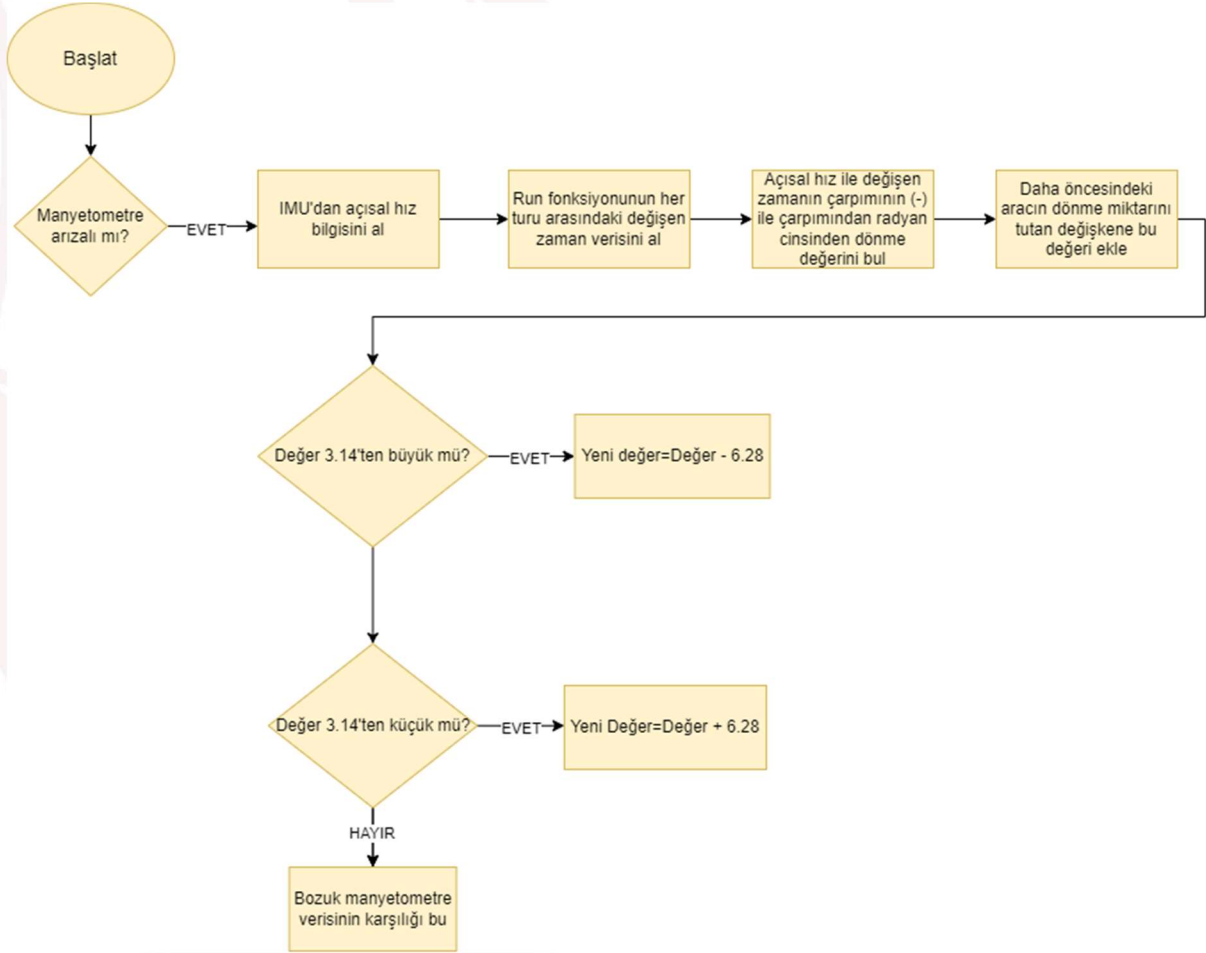 Başlat
Manyetometre
arızalı mı?
EVET
IMU'dan açısal hız
bilgisini al
Run fonksiyonunun her
turu arasındaki değişen
zaman verisini al
Açısal hız ile değişen
zamanın çarpımının (-)
ile çarpımından radyan
cinsinden dönme
değerini bul
Daha öncesindeki
aracın dönme miktarını
tutan değişkene bu
değeri ekle
Değer 3.14'ten büyük mü?
EVET
Yeni değer=Değer - 6.28
Değer 3.14'ten küçük mü?
EVET
Yeni Değer=Değer + 6.28
HAYIR
Bozuk manyetometre
verisinin karşılığı bu